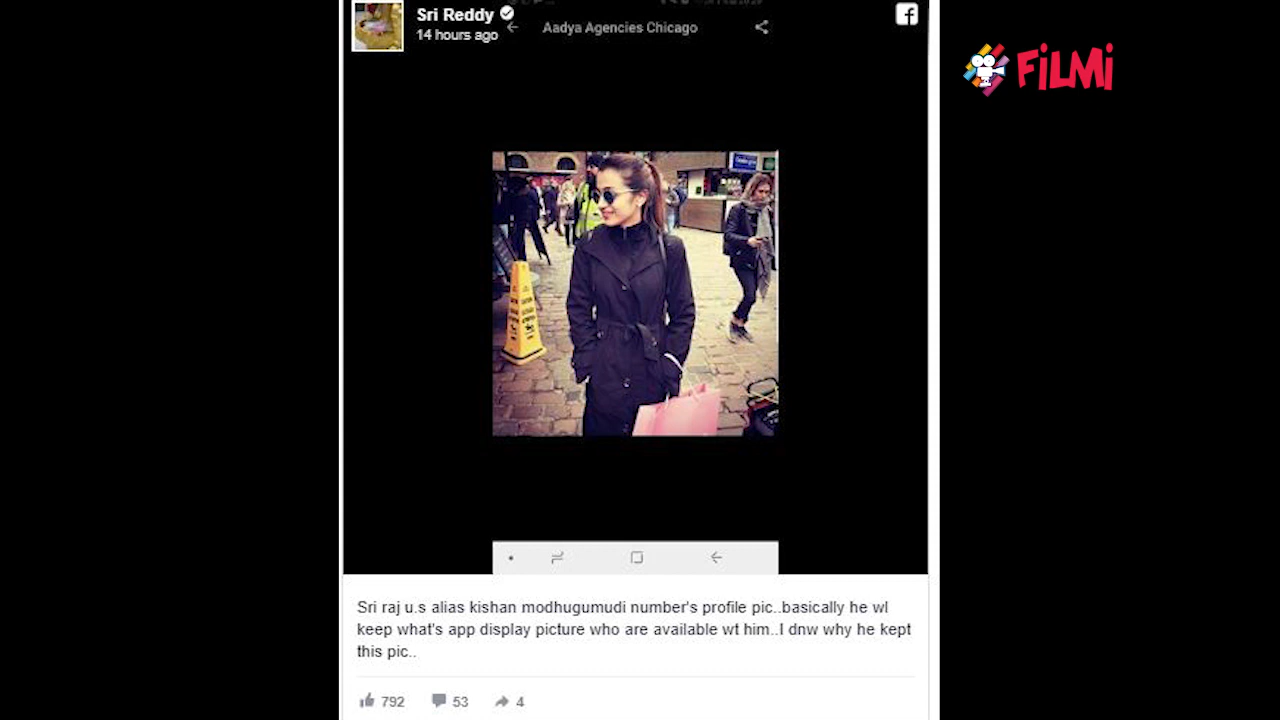 Sri Reddy
14 hours ago
Aadya Agencies Chicago
FiLMi
Sri raj u.s alias kishan modhugumudi number's profile pic..basically he wl
keep what's app display picture who are available wt him..I dnw why he kept
this pic..
792
53
4